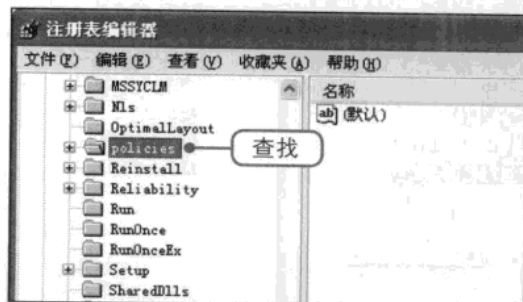 注册表编辑器
文件(F) 编辑(E) 查看(V) 收藏夹(A) 帮助(H)
MSSYCLM
Nls
OptimalLayout
policies
查找
Reinstall
Reliability
Run
RunOnce
RunOnceEx
Setup
SharedDlls
名称
ab (默认)